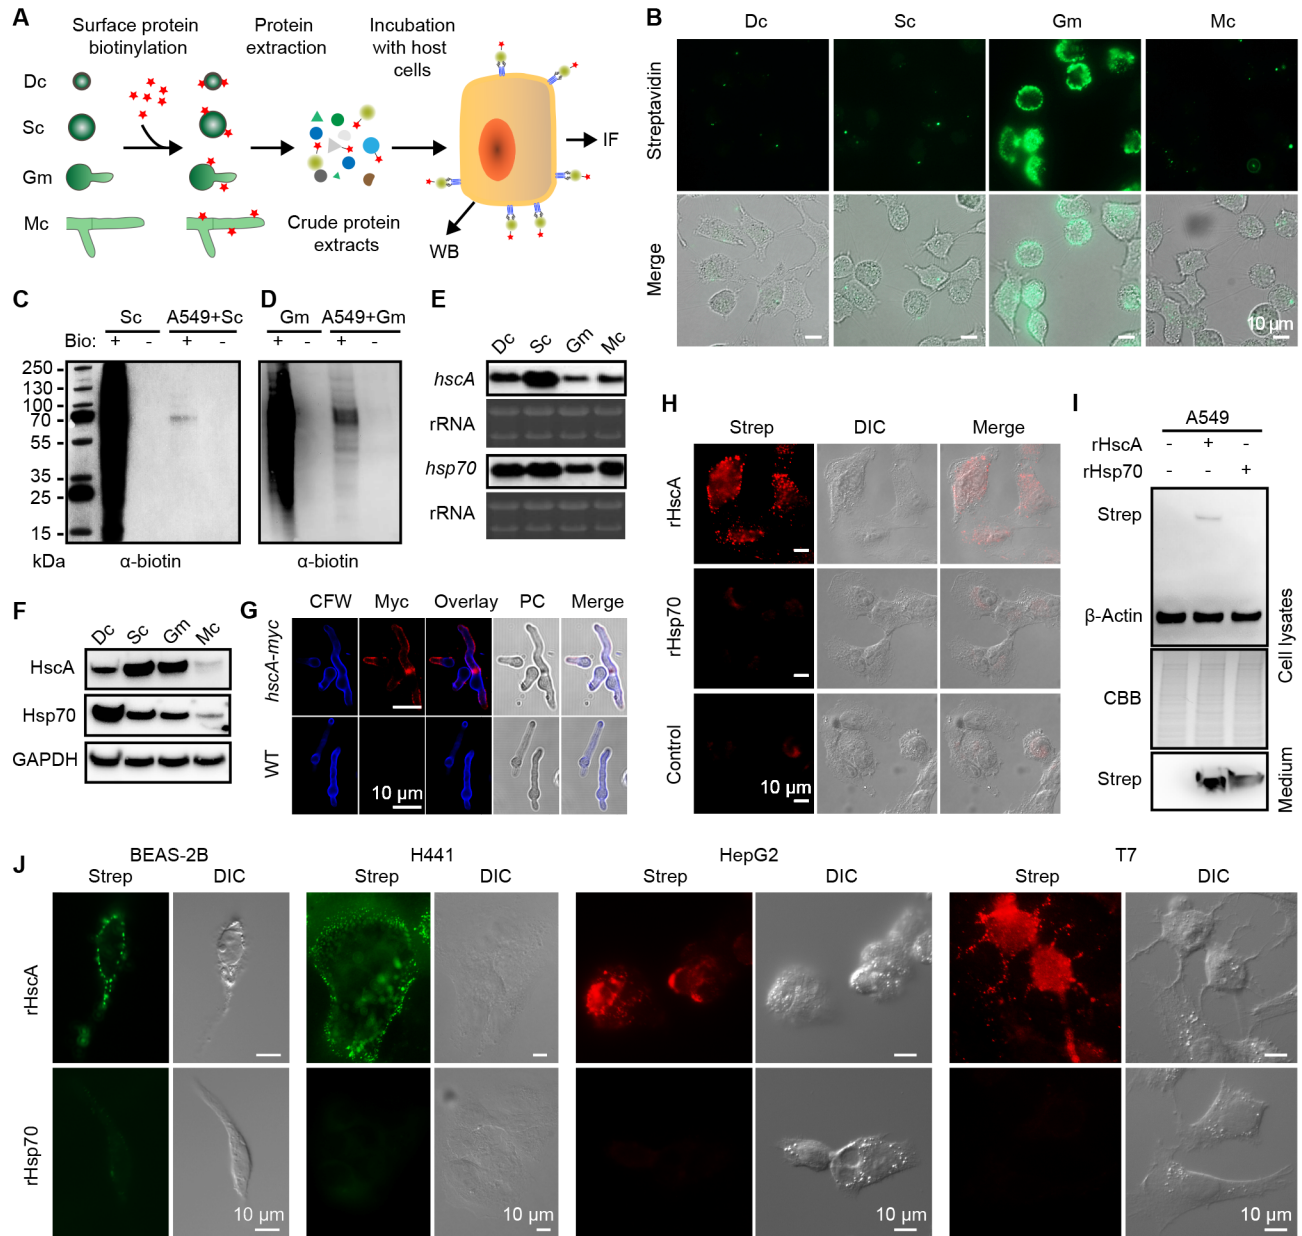 A
Surface protein
biotinylation
Protein
extraction
Incubation
with host
cells
Dc
Sc
Gm
Mc
Crude protein
extracts
IF
WB
B
Dc Sc Gm Mc
Streptavidin
Merge
10 µm
C
Sc A549+Sc
Bio: + - + -
250
130
100
70
55
35
25
15
kDa
α-biotin
D
Gm A549+Gm
+ - + -
α-biotin
E
Dc Sc Gm Mc
hscA
rRNA
hsp70
rRNA
F
Dc Sc Gm Mc
HscA
Hsp70
GAPDH
G
CFW Myc Overlay PC Merge
hscA-myc
WT
10 µm
H
Strep DIC Merge
rHscA
rHsp70
Control
10 µm
I
A549
rHscA - + -
rHsp70 - - +
Strep
β-Actin
CBB
Strep
Cell lysates
Medium
J
BEAS-2B H441 HepG2 T7
Strep DIC Strep DIC Strep DIC Strep DIC
rHscA
rHsp70
10 µm 10 µm 10 µm 10 µm